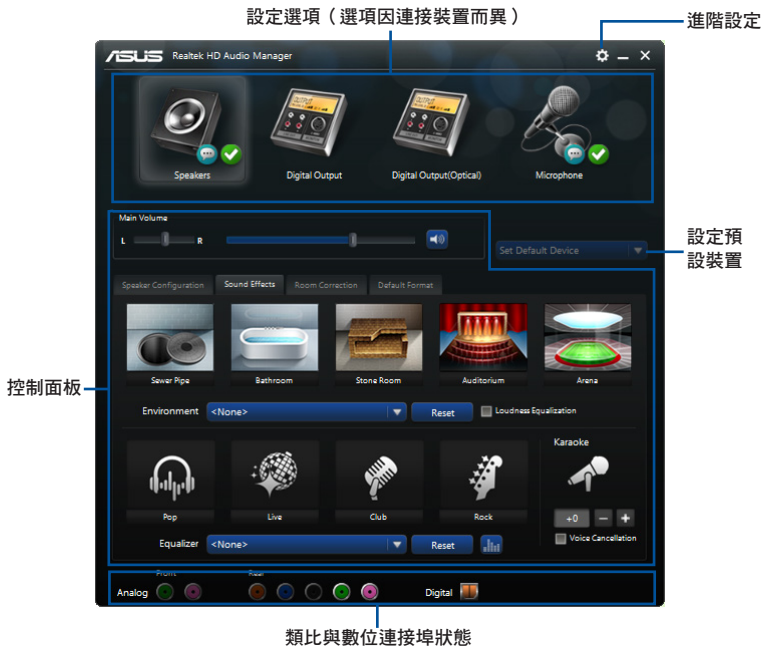 設定選項（選項因連接裝置而異）
進階設定
ASUS Realtek HD Audio Manager
Speakers
Digital Output
Digital Output(Optical)
Microphone
Main Volume
L R
Set Default Device
設定預
設裝置
Speaker Configuration Sound Effects Room Correction Default Format
Sewer Pipe Bathroom Stone Room Auditorium Arena
控制面板
Environment <None> Reset Loudness Equalization
Karaoke
Pop Live Club Rock
+0
Equalizer <None> Reset Voice Cancellation
Front Rear
Analog Digital
類比與數位連接埠狀態